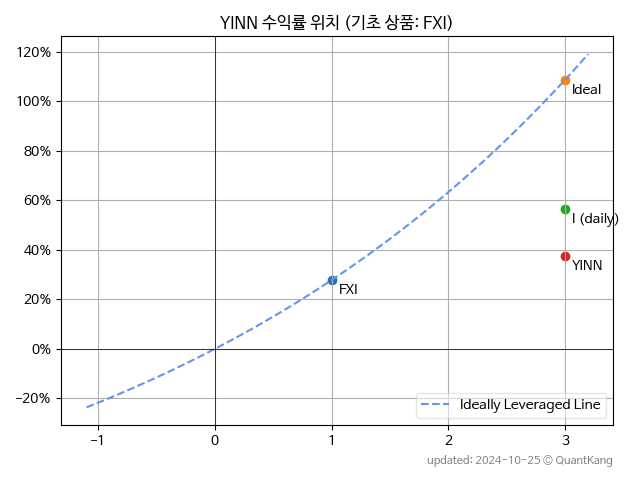 YINN 수익률 위치 (기초 상품: FXI)
120%
100%
80%
60%
40%
20%
0%
−20%
Ideal
I (daily)
YINN
FXI
Ideally Leveraged Line
−1
0
1
2
3
updated: 2024-10-25 © QuantKang